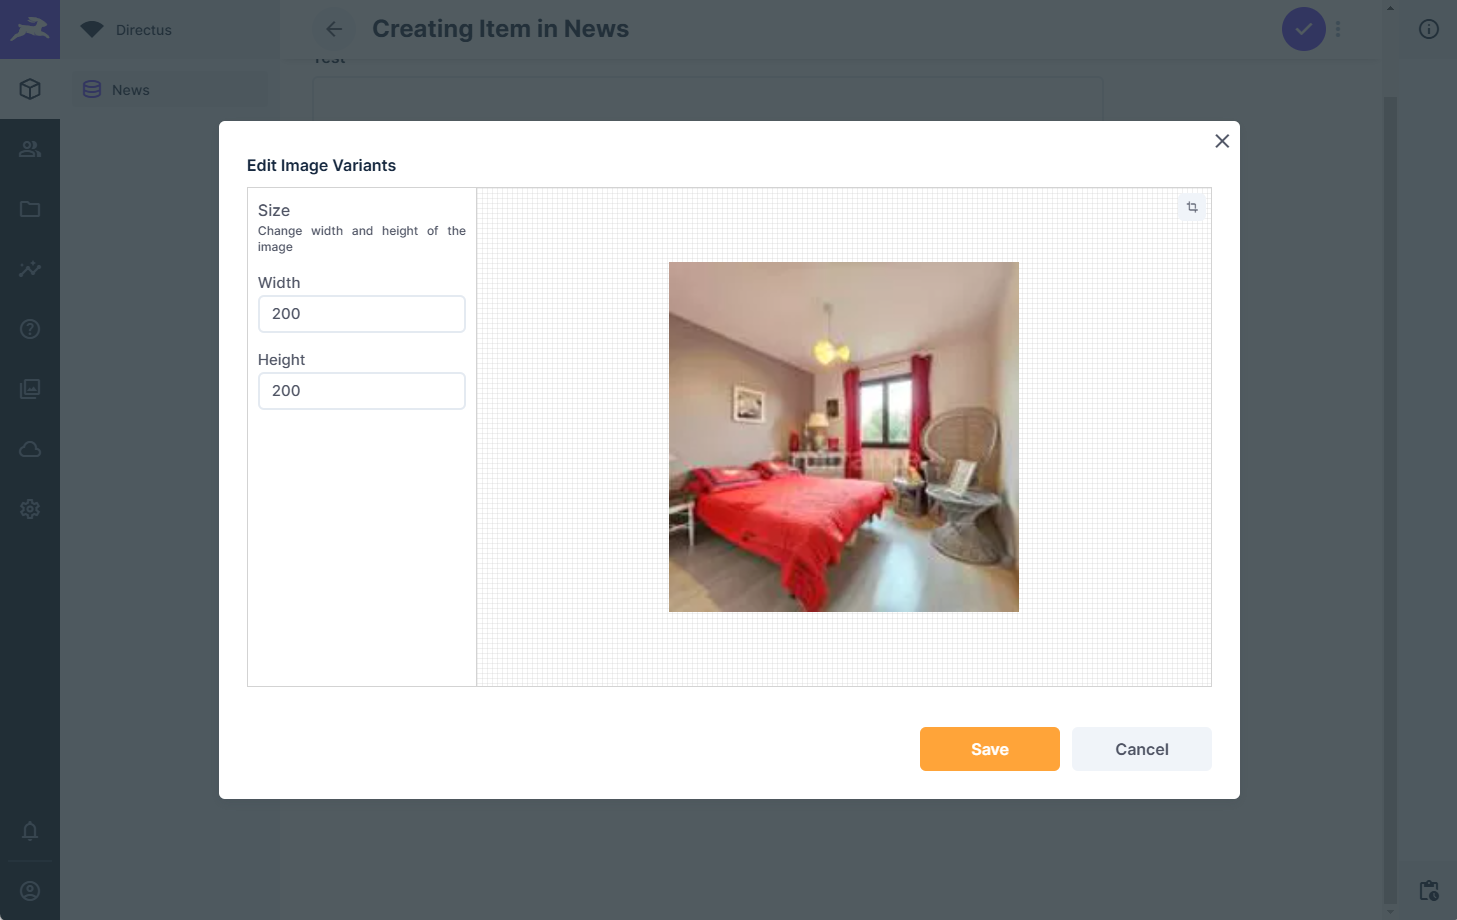 Directus
Creating Item in News
Test
News
Edit Image Variants
Size
Change width and height of the
image
Width
200
Height
200
Save
Cancel